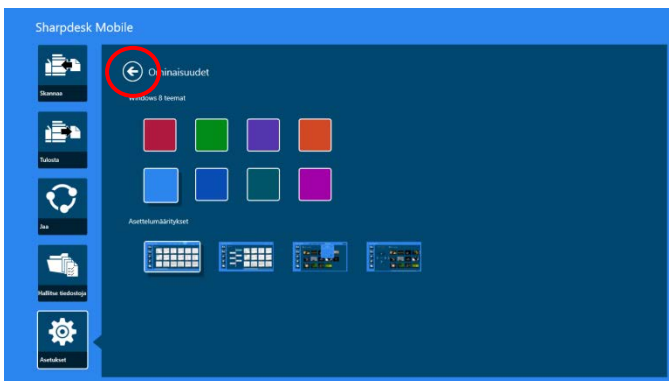 Sharpdesk Mobile
Skannaa
Ominaisuudet
Windows 8 teemat
Tulosta
Jaa
Asettelumääritykset
Hallitse tiedostoja
Asetukset